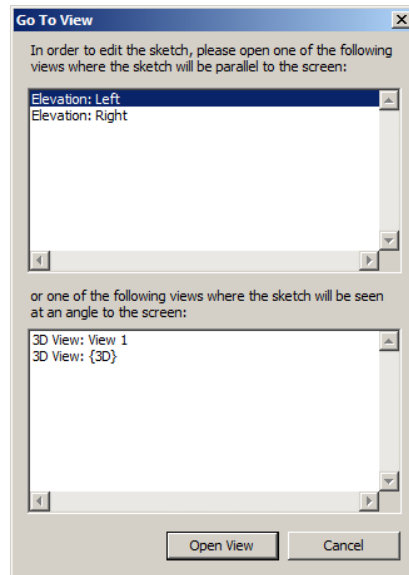 Go To View
In order to edit the sketch, please open one of the following
views where the sketch will be parallel to the screen:
Elevation: Left
Elevation: Right
or one of the following views where the sketch will be seen
at an angle to the screen:
3D View: View 1
3D View: {3D}
Open View
Cancel